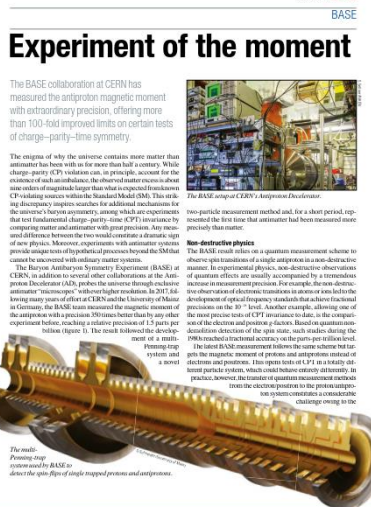 BASE
Experiment of the moment
The BASE collaboration at CERN has
measured the antiproton magnetic moment
with extraordinary precision, offering more
than 100-fold improved limits on certain tests
of charge–parity–time symmetry.
The enigma of why the universe contains more matter than
antimatter has been with us for more than half a century. While
charge–parity (CP) violation can, in principle, account for the
existence of such an imbalance, the observed matter excess is about
nine orders of magnitude larger than what is expected from known
CP-violating sources within the Standard Model (SM). This strik-
ing discrepancy inspires searches for additional mechanisms for
the universe's baryon asymmetry, among which are experiments
that test fundamental charge–parity–time (CPT) invariance by
comparing matter and antimatter with great precision. Any meas-
ured difference between the two would constitute a dramatic sign
of new physics. Moreover, experiments with antimatter systems
provide unique tests of hypothetical processes beyond the SM that
cannot be uncovered with ordinary matter systems.
The Baryon Antibaryon Symmetry Experiment (BASE) at
CERN, in addition to several other collaborations at the Anti-
proton Decelerator (AD), probes the universe through exclusive
antimatter "microscopes" with ever higher resolution. In 2017, fol-
lowing many years of effort at CERN and the University of Mainz
in Germany, the BASE team measured the magnetic moment of
the antiproton with a precision 350 times better than by any other
experiment before, reaching a relative precision of 1.5 parts per
billion (figure 1). The result followed the develop-
ment of a multi-
Penning-trap
system and
a novel
The multi-
Penning-trap
system used by BASE to
detect the spin-flips of single trapped protons and antiprotons.
The BASE setup at CERN's Antiproton Decelerator.
two-particle measurement method and, for a short period, rep-
resented the first time that antimatter had been measured more
precisely than matter.
Non-destructive physics
The BASE result relies on a quantum measurement scheme to
observe spin transitions of a single antiproton in a non-destructive
manner. In experimental physics, non-destructive observations
of quantum effects are usually accompanied by a tremendous
increase in measurement precision. For example, the non-destruc-
tive observation of electronic transitions in atoms or ions led to the
development of optical frequency standards that achieve fractional
precisions on the 10⁻¹⁸ level. Another example, allowing one of
the most precise tests of CPT invariance to date, is the compari-
son of the electron and positron g-factors. Based on quantum non-
demolition detection of the spin state, such studies during the
1980s reached a fractional accuracy on the parts-per-trillion level.
The latest BASE measurement follows the same scheme but tar-
gets the magnetic moment of protons and antiprotons instead of
electrons and positrons. This opens tests of CPT in a totally dif-
ferent particle system, which could behave entirely differently. In
practice, however, the transfer of quantum measurement methods
from the electron/positron to the proton/antipro-
ton system constitutes a considerable
challenge owing to the